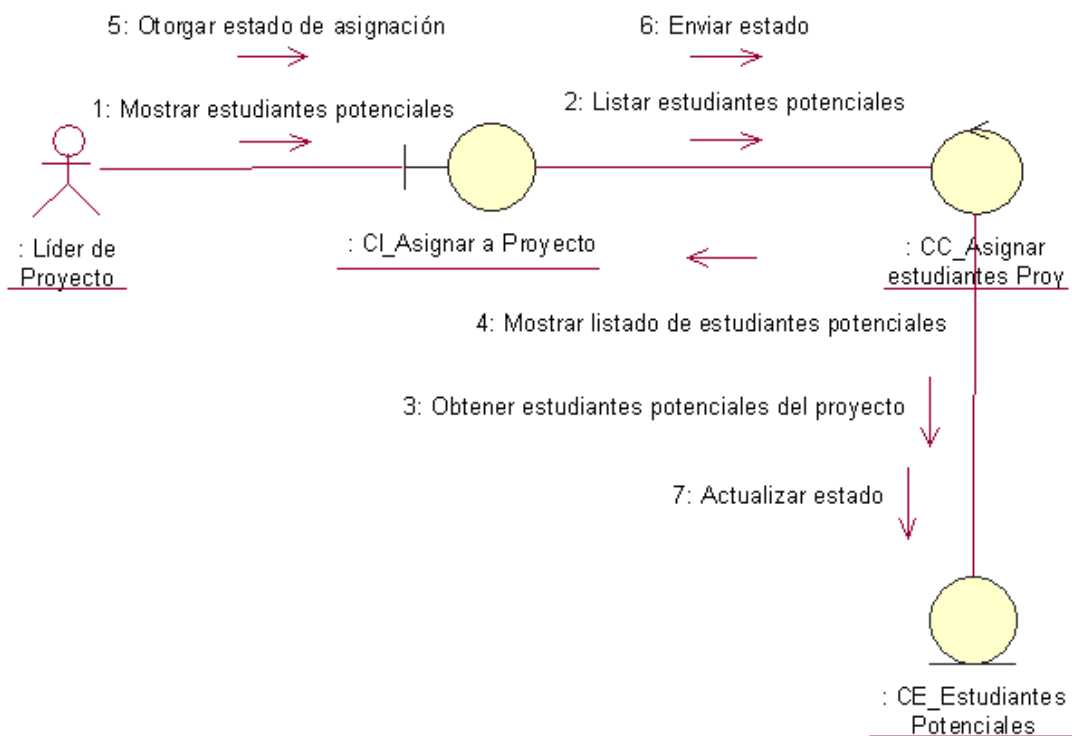 5: Otorgar estado de asignación
6: Enviar estado
1: Mostrar estudiantes potenciales
2: Listar estudiantes potenciales
: Líder de
Proyecto
: CI_Asignar a Proyecto
: CC_Asignar
estudiantes Proy
4: Mostrar listado de estudiantes potenciales
3: Obtener estudiantes potenciales del proyecto
7: Actualizar estado
: CE_Estudiantes
Potenciales